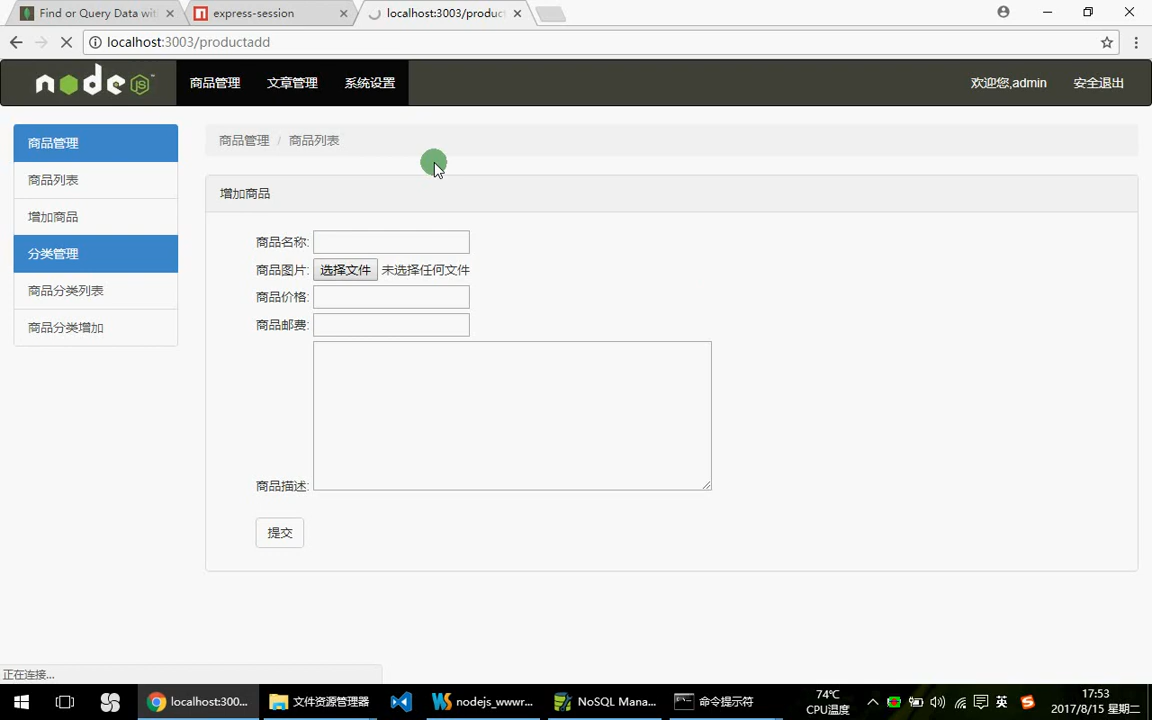 Find or Query Data wit
express-session
localhost:3003/produc
localhost:3003/productadd
node
JS
商品管理
文章管理
系统设置
欢迎您,admin
安全退出
商品管理
商品列表
增加商品
分类管理
商品分类列表
商品分类增加
商品管理 / 商品列表
增加商品
商品名称:
商品图片: 选择文件 未选择任何文件
商品价格:
商品邮费:
商品描述:
提交
正在连接...
localhost:300...
文件资源管理器
nodejs_wwwr...
NoSQL Mana...
命令提示符
74℃
CPU温度
英
17:53
2017/8/15 星期二